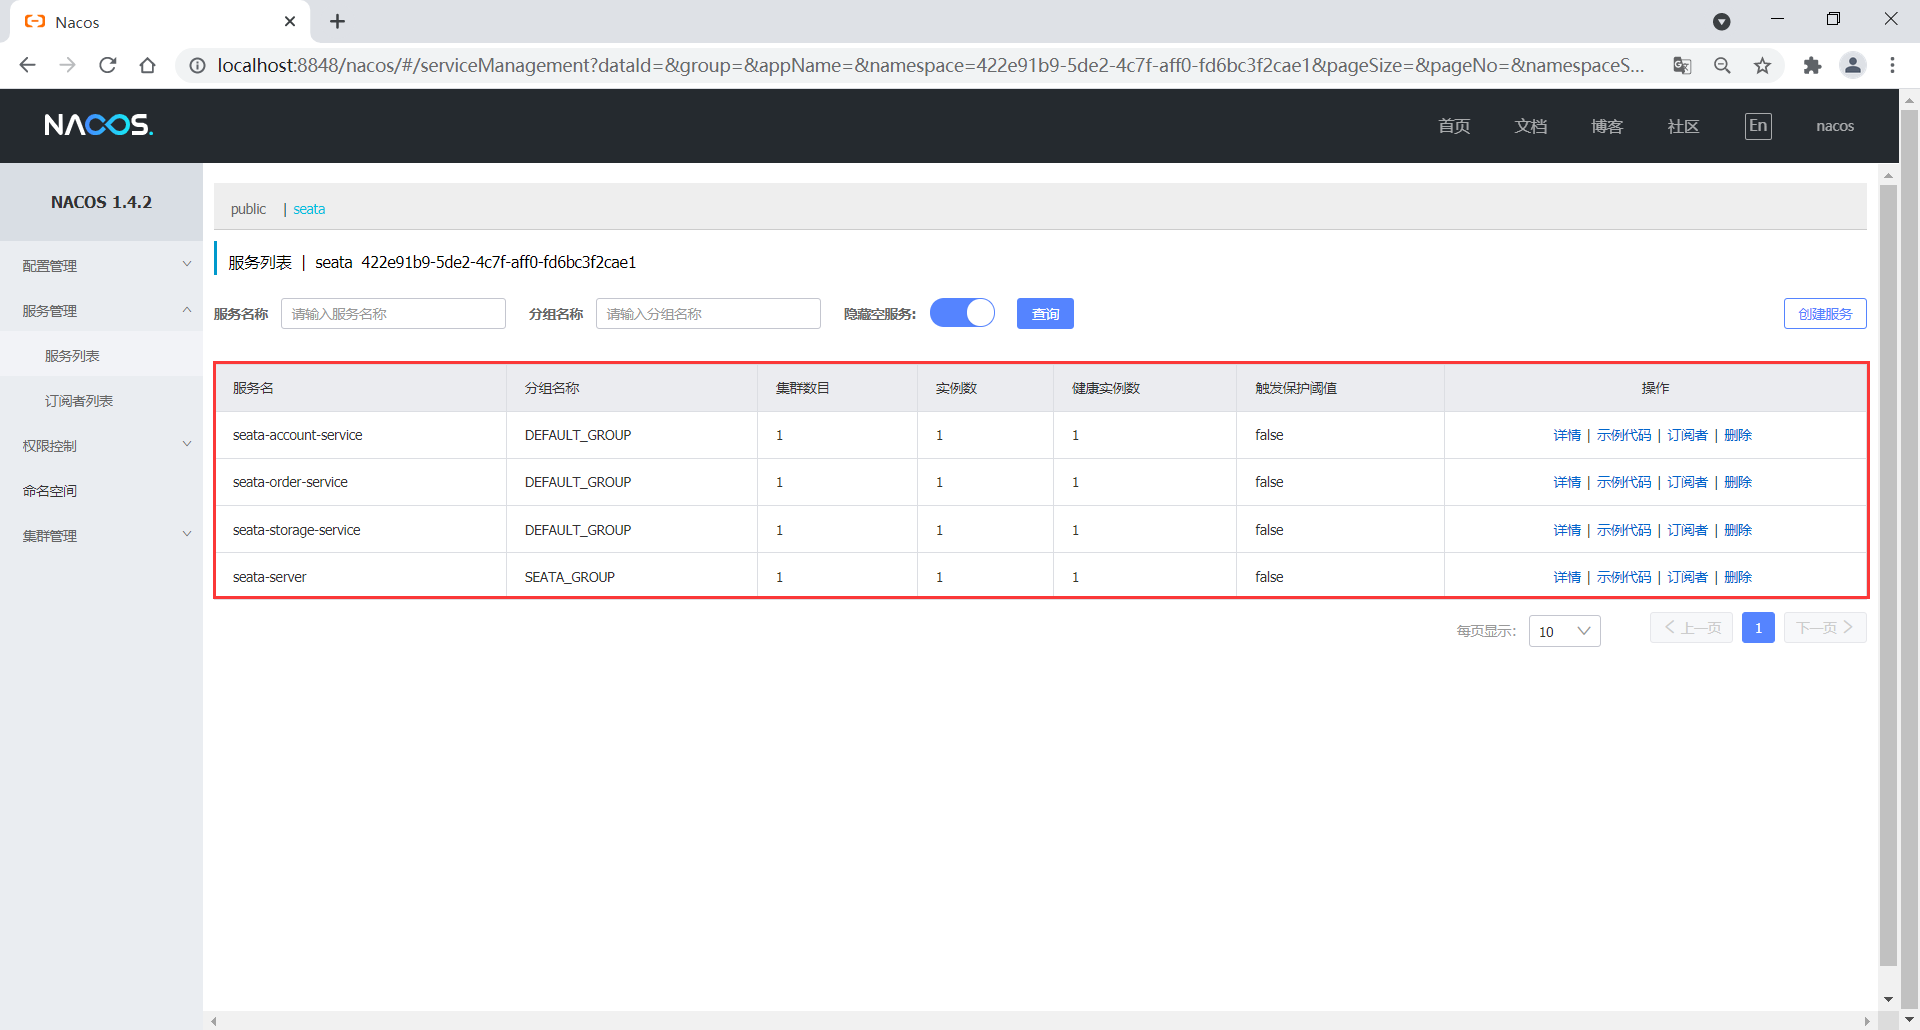 Nacos
localhost:8848/nacos/#/serviceManagement?dataId=&group=&appName=&namespace=422e91b9-5de2-4c7f-aff0-fd6bc3f2cae1&pageSize=&pageNo=&namespaceS...
NACOS.
首页 文档 博客 社区 En nacos
NACOS 1.4.2
配置管理
服务管理
服务列表
订阅者列表
权限控制
命名空间
集群管理
public | seata
服务列表 | seata 422e91b9-5de2-4c7f-aff0-fd6bc3f2cae1
服务名称 请输入服务名称 分组名称 请输入分组名称 隐藏空服务: 查询 创建服务
服务名 分组名称 集群数目 实例数 健康实例数 触发保护阈值 操作
seata-account-service DEFAULT_GROUP 1 1 1 false 详情 | 示例代码 | 订阅者 | 删除
seata-order-service DEFAULT_GROUP 1 1 1 false 详情 | 示例代码 | 订阅者 | 删除
seata-storage-service DEFAULT_GROUP 1 1 1 false 详情 | 示例代码 | 订阅者 | 删除
seata-server SEATA_GROUP 1 1 1 false 详情 | 示例代码 | 订阅者 | 删除
每页显示: 10 上一页 1 下一页